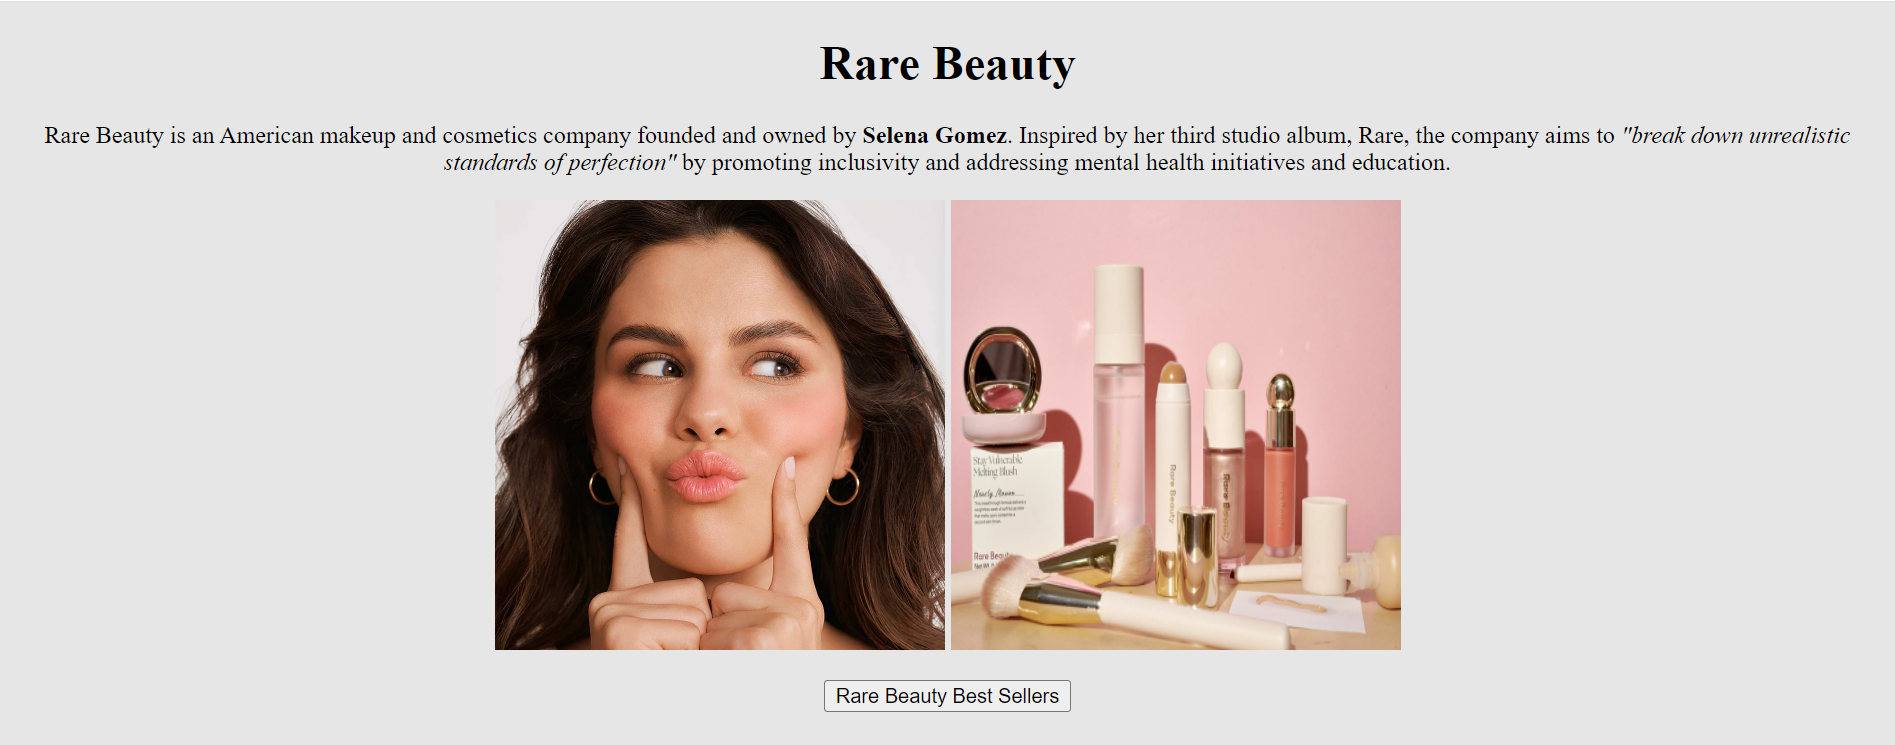 Rare Beauty
Rare Beauty is an American makeup and cosmetics company founded and owned by Selena Gomez. Inspired by her third studio album, Rare, the company aims to "break down unrealistic
standards of perfection" by promoting inclusivity and addressing mental health initiatives and education.
Stay Vulnerable
Melting Blush
Nearly Mauve
Rare Beauty
Rare Beauty
Rare Beauty
Rare Beauty Best Sellers